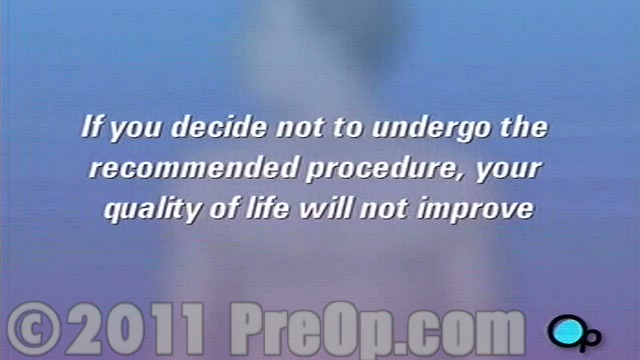 If you decide not to undergo the
recommended procedure, your
quality of life will not improve
© 2011 PreOp.com
Op